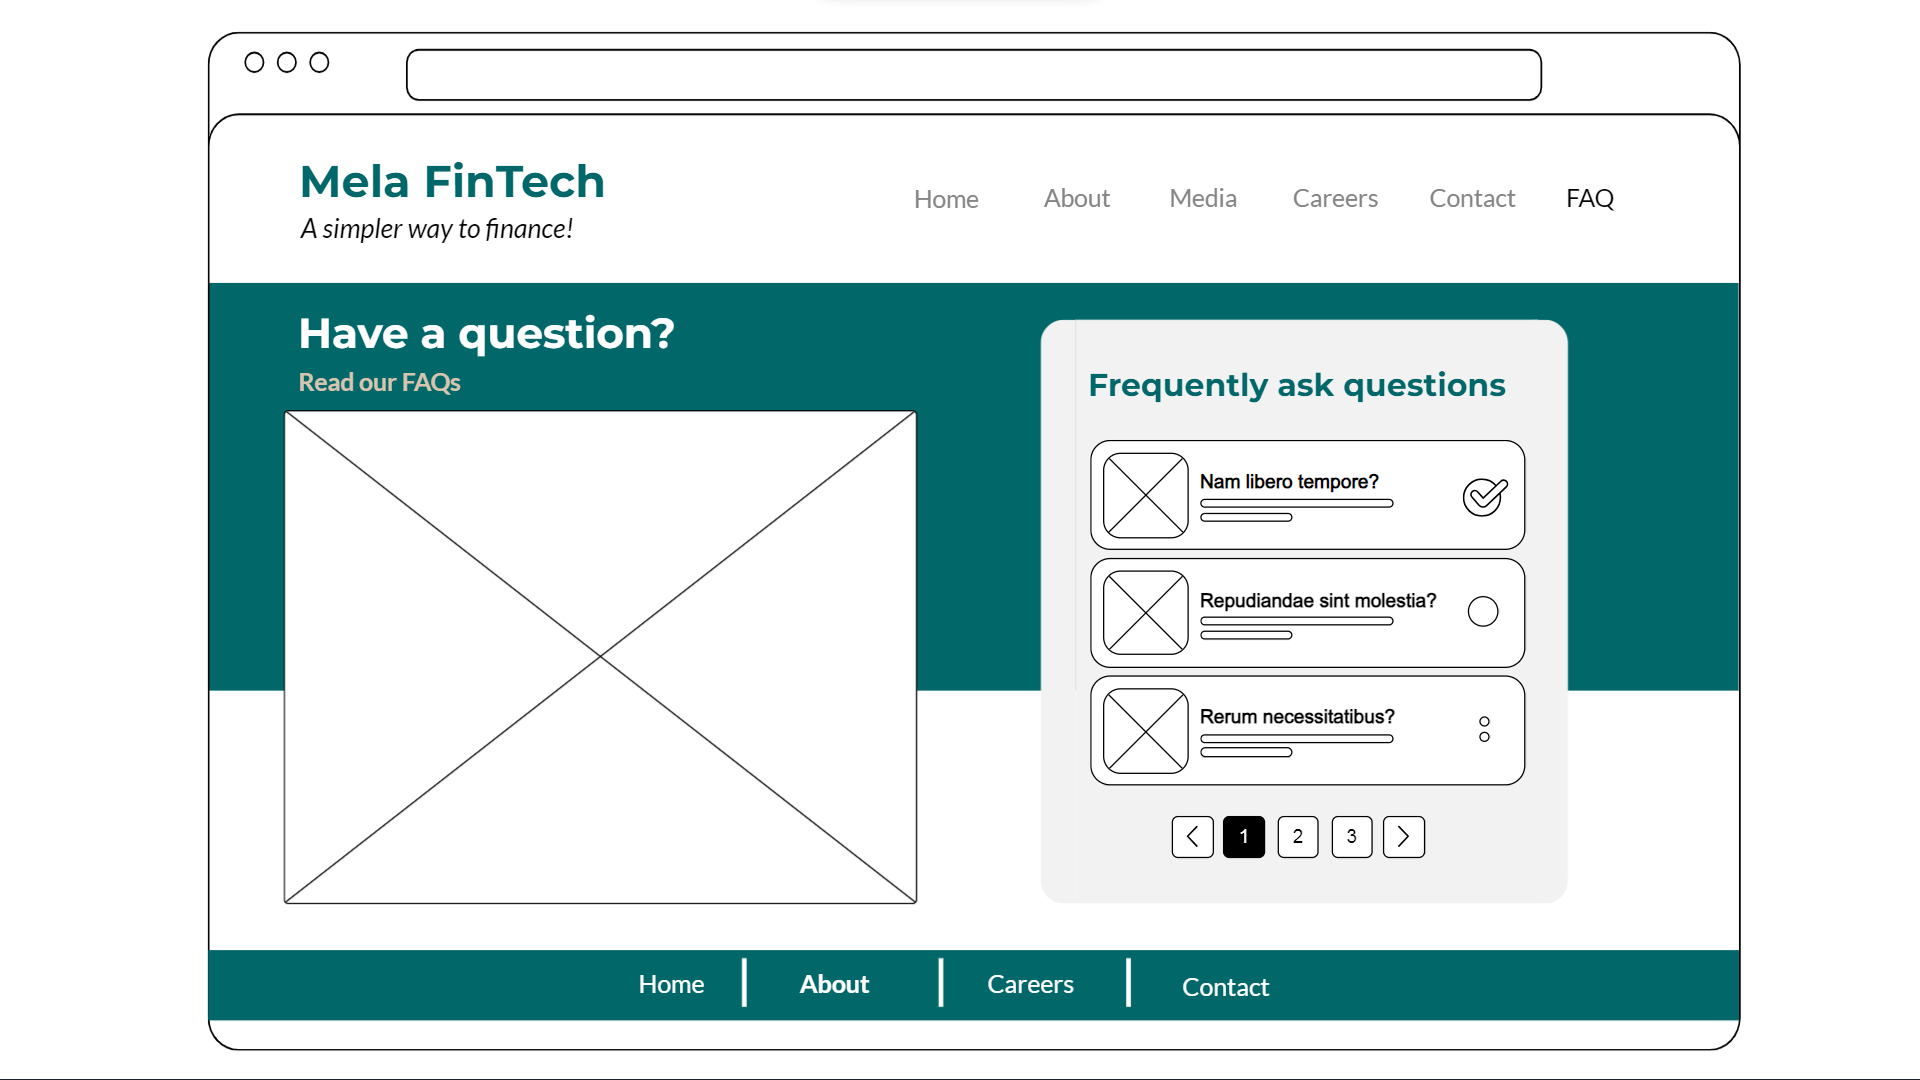 Mela FinTech
A simpler way to finance!
Home About Media Careers Contact FAQ
Have a question?
Read our FAQs
Frequently ask questions
Nam libero tempore?
Repudiandae sint molestia?
Rerum necessitatibus?
1 2 3
Home About Careers Contact